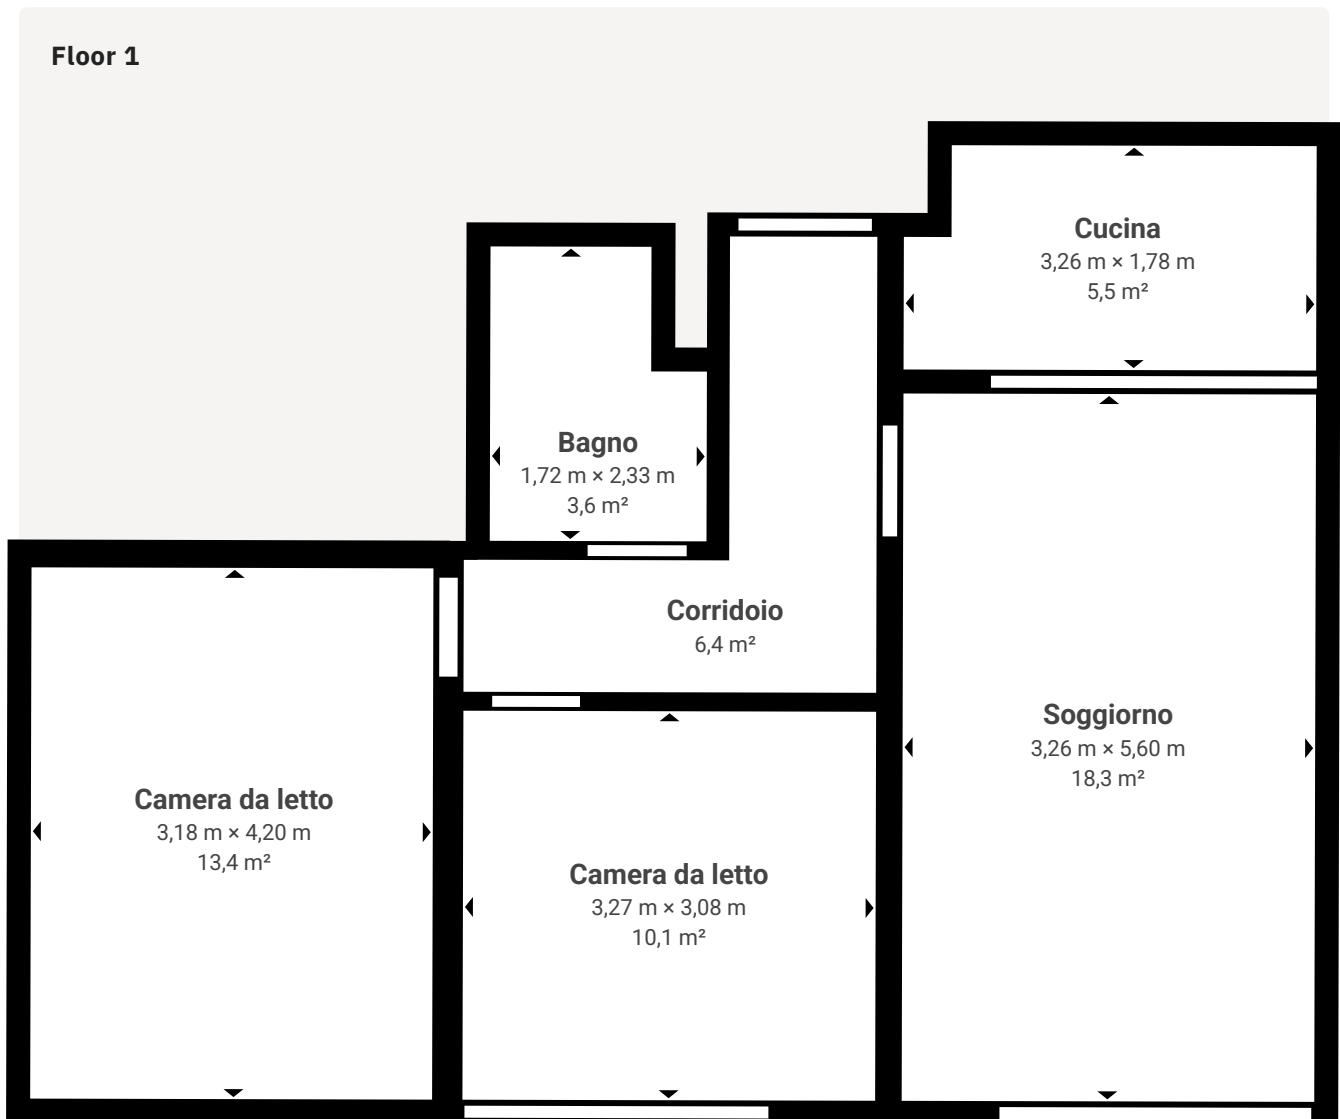 Floor 1
Cucina
3,26 m × 1,78 m
5,5 m²
Bagno
1,72 m × 2,33 m
3,6 m²
Corridoio
6,4 m²
Soggiorno
3,26 m × 5,60 m
18,3 m²
Camera da letto
3,18 m × 4,20 m
13,4 m²
Camera da letto
3,27 m × 3,08 m
10,1 m²